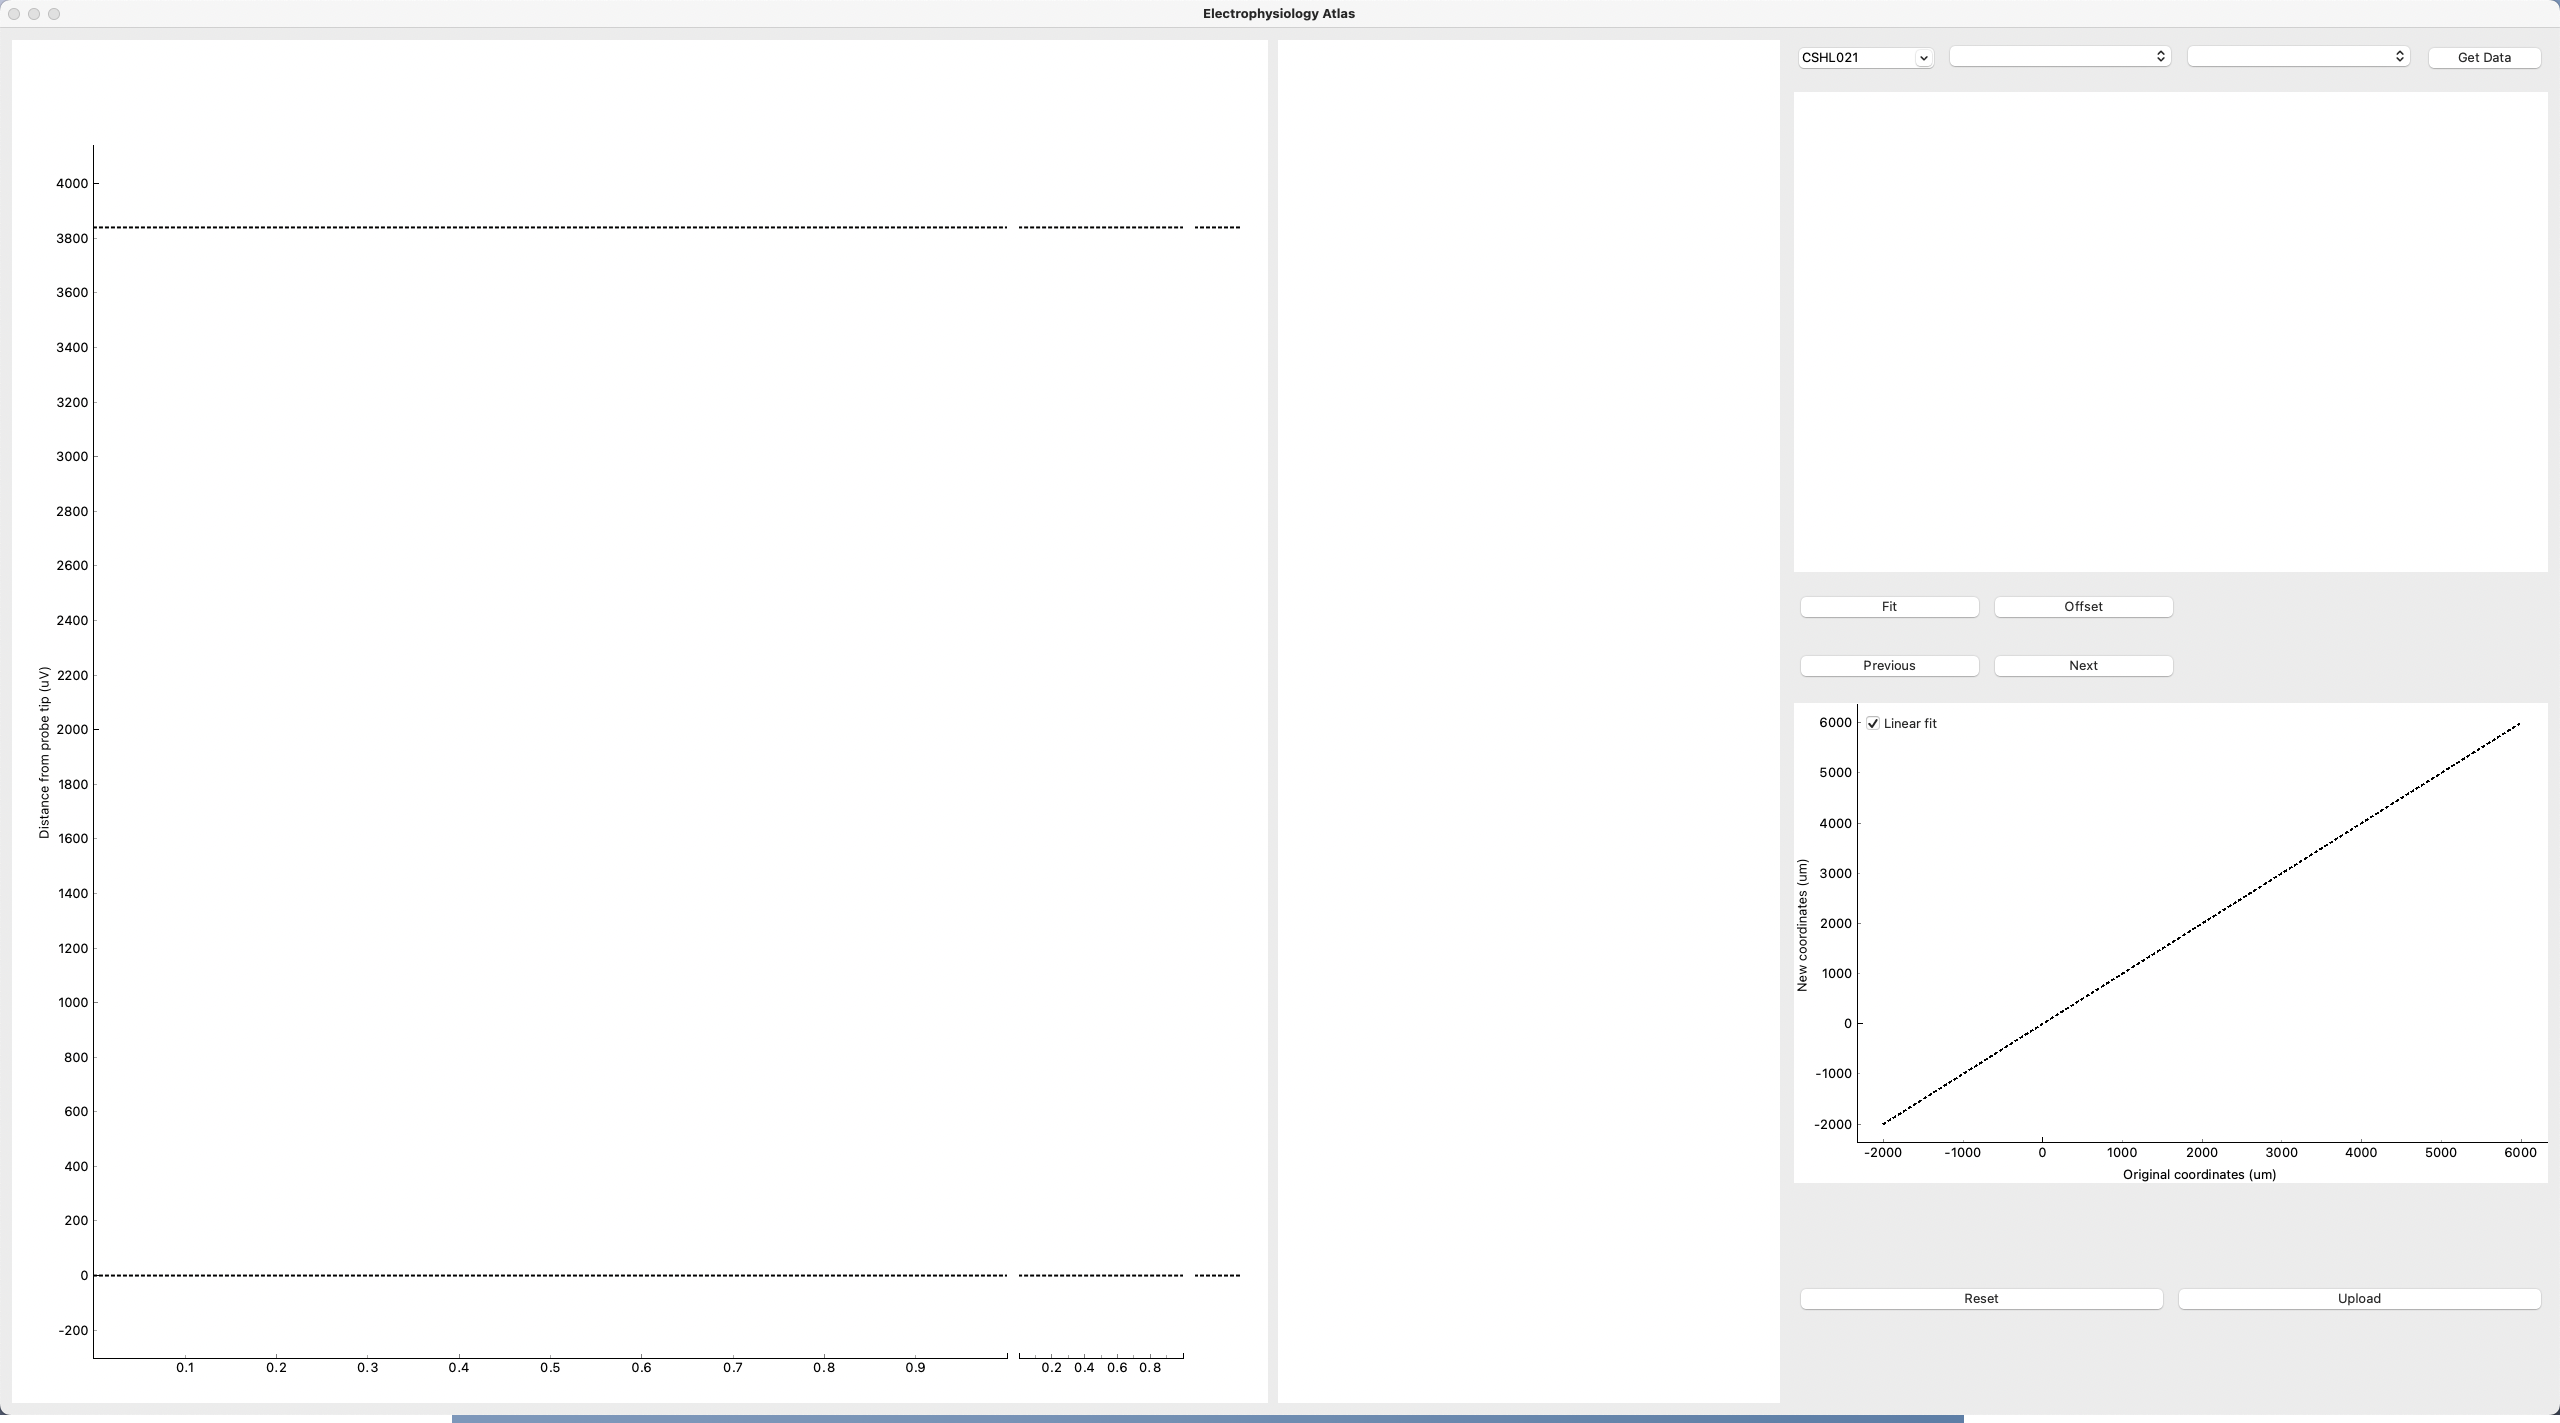 Electrophysiology Atlas
CSHL021
Get Data
4000
3800
3600
3400
3200
3000
2800
2600
2400
2200
2000
1800
1600
1400
1200
1000
800
600
400
200
0
-200
Distance from probe tip (uV)
0.1 0.2 0.3 0.4 0.5 0.6 0.7 0.8 0.9
0.2 0.4 0.6 0.8
Fit Offset
Previous Next
Linear fit
6000
5000
4000
3000
2000
1000
0
-1000
-2000
New coordinates (um)
-2000 -1000 0 1000 2000 3000 4000 5000 6000
Original coordinates (um)
Reset Upload